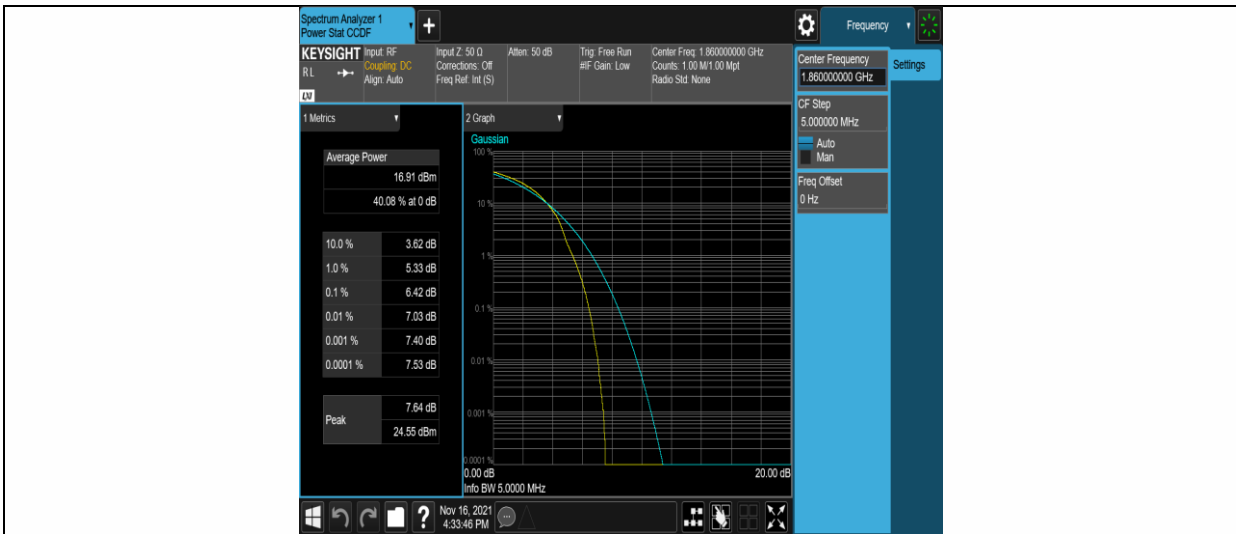 Spectrum Analyzer 1
Power Stat CCDF
+
Frequency
KEYSIGHT
RL
LXI
Input: RF
Coupling: DC
Align: Auto
Input Z: 50 Ω
Corrections: Off
Freq Ref: Int (S)
Atten: 50 dB
Trig: Free Run
#IF Gain: Low
Center Freq: 1.860000000 GHz
Counts: 1.00 M/1.00 Mpt
Radio Std: None
Center Frequency
1.860000000 GHz
Settings
CF Step
5.000000 MHz
Auto
Man
Freq Offset
0 Hz
1 Metrics
Average Power
16.91 dBm
40.08 % at 0 dB
10.0 % 3.62 dB
1.0 % 5.33 dB
0.1 % 6.42 dB
0.01 % 7.03 dB
0.001 % 7.40 dB
0.0001 % 7.53 dB
Peak
7.64 dB
24.55 dBm
2 Graph
Gaussian
100 %
10 %
1 %
0.1 %
0.01 %
0.001 %
0.0001 %
0.00 dB 20.00 dB
Info BW 5.0000 MHz
?
Nov 16, 2021
4:33:46 PM